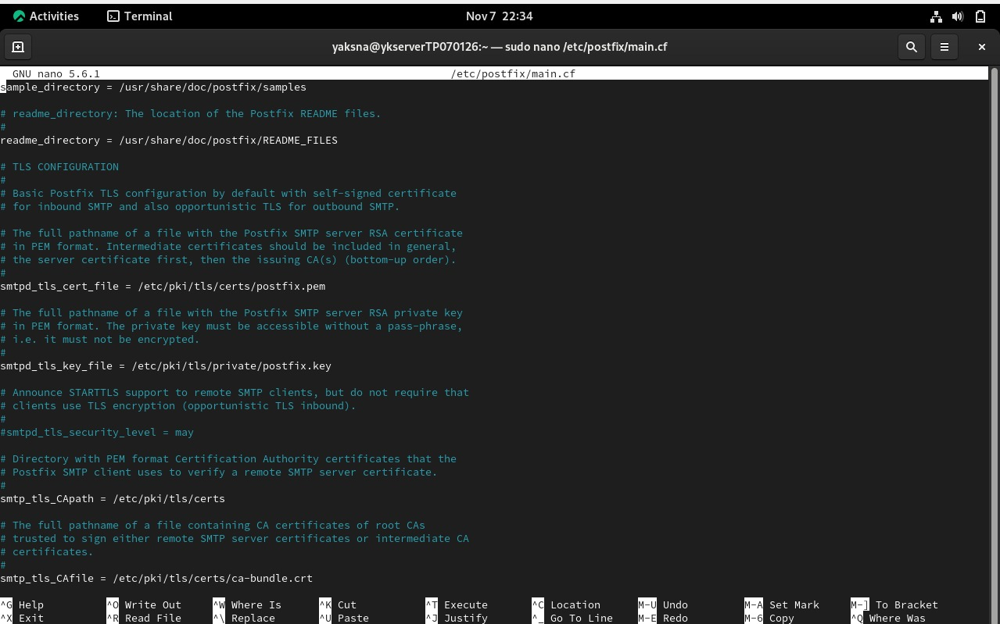 Activities Terminal Nov 7 22:34
yaksna@ykserverTP070126:~ — sudo nano /etc/postfix/main.cf
GNU nano 5.6.1 /etc/postfix/main.cf
sample_directory = /usr/share/doc/postfix/samples
# readme_directory: The location of the Postfix README files.
#
readme_directory = /usr/share/doc/postfix/README_FILES
# TLS CONFIGURATION
#
# Basic Postfix TLS configuration by default with self-signed certificate
# for inbound SMTP and also opportunistic TLS for outbound SMTP.
# The full pathname of a file with the Postfix SMTP server RSA certificate
# in PEM format. Intermediate certificates should be included in general,
# the server certificate first, then the issuing CA(s) (bottom-up order).
#
smtpd_tls_cert_file = /etc/pki/tls/certs/postfix.pem
# The full pathname of a file with the Postfix SMTP server RSA private key
# in PEM format. The private key must be accessible without a pass-phrase,
# i.e. it must not be encrypted.
#
smtpd_tls_key_file = /etc/pki/tls/private/postfix.key
# Announce STARTTLS support to remote SMTP clients, but do not require that
# clients use TLS encryption (opportunistic TLS inbound).
#
#smtpd_tls_security_level = may
# Directory with PEM format Certification Authority certificates that the
# Postfix SMTP client uses to verify a remote SMTP server certificate.
#
smtp_tls_CApath = /etc/pki/tls/certs
# The full pathname of a file containing CA certificates of root CAs
# trusted to sign either remote SMTP server certificates or intermediate CA
# certificates.
#
smtp_tls_CAfile = /etc/pki/tls/certs/ca-bundle.crt
^G Help ^O Write Out ^W Where Is ^K Cut ^T Execute ^C Location M-U Undo M-A Set Mark M-] To Bracket
^X Exit ^R Read File ^\ Replace ^U Paste ^J Justify ^_ Go To Line M-E Redo M-6 Copy ^Q Where Was